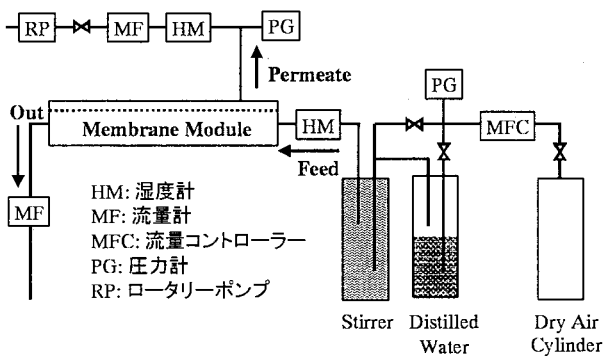 RP
MF
HM
PG
Permeate
PG
Out
Membrane Module
HM
MFC
Feed
MF
HM: 湿度計
MF: 流量計
MFC: 流量コントローラー
PG: 圧力計
RP: ロータリーポンプ
Stirrer
Distilled
Water
Dry Air
Cylinder